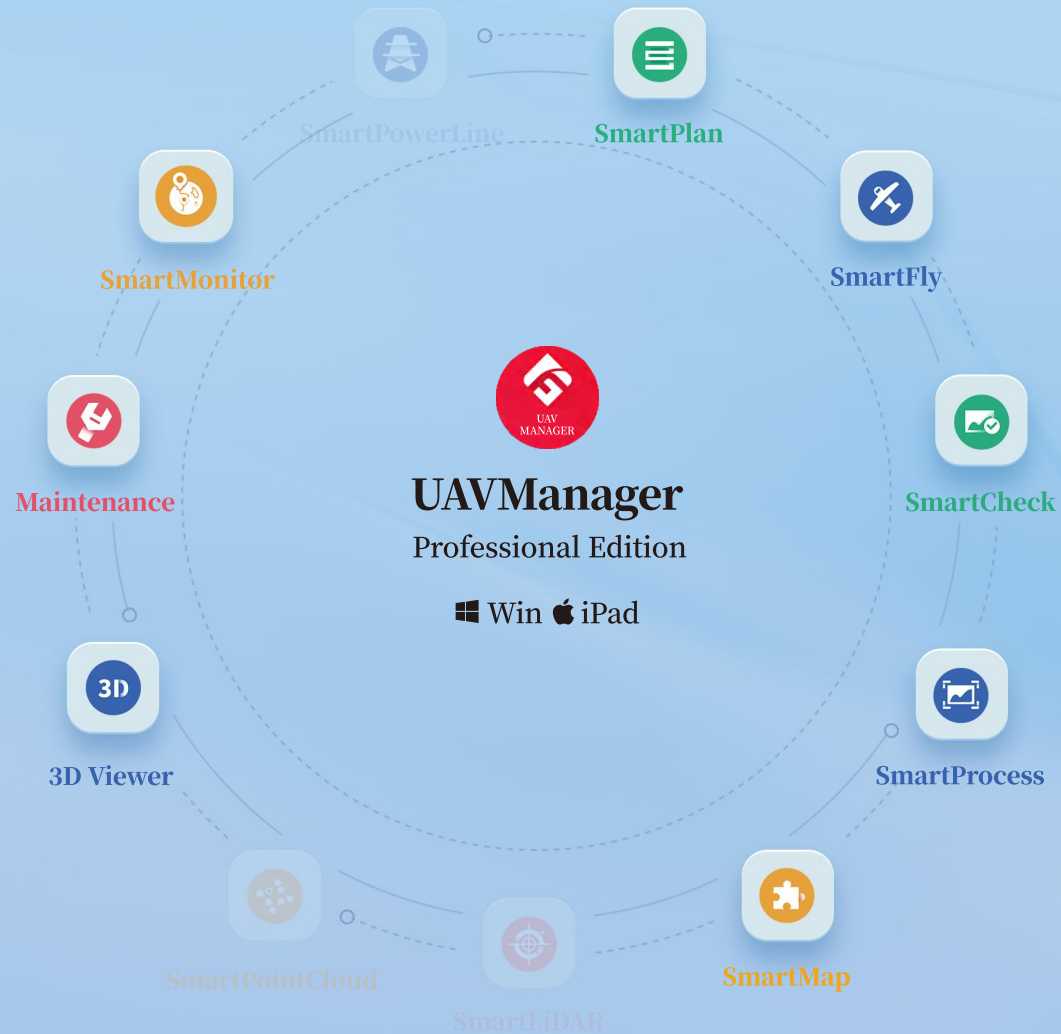 SmartPowerLine
SmartPlan
SmartMonitor
SmartFly
UAV
MANAGER
Maintenance
SmartCheck
UAVManager
Professional Edition
Win iPad
3D
3D Viewer
SmartProcess
SmartPointCloud
SmartMap
SmartLiDAR